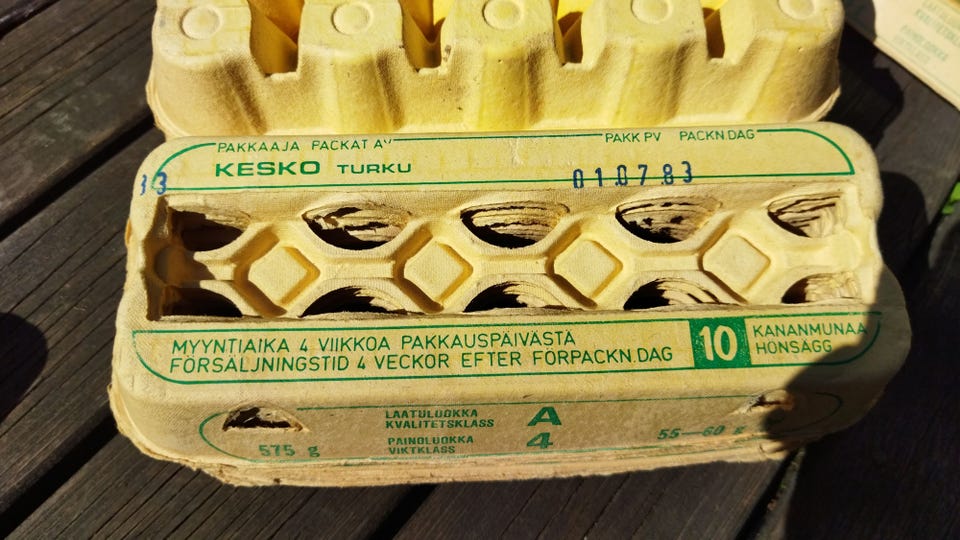 PAKKAAJA PACKAT AV
PAKK PV PACKN.DAG
KESKO TURKU
010783
MYYNTIAIKA 4 VIIKKOA PAKKAUSPÄIVÄSTÄ
FÖRSÄLJNINGSTID 4 VECKOR EFTER FÖRPACKN.DAG
10
KANANMUNAA
HÖNSÄGG
LAATULUOKKA
KVALITETSKLASS
A
575 g
PAINOLUOKKA
VIKTKLASS
4
55–60 g